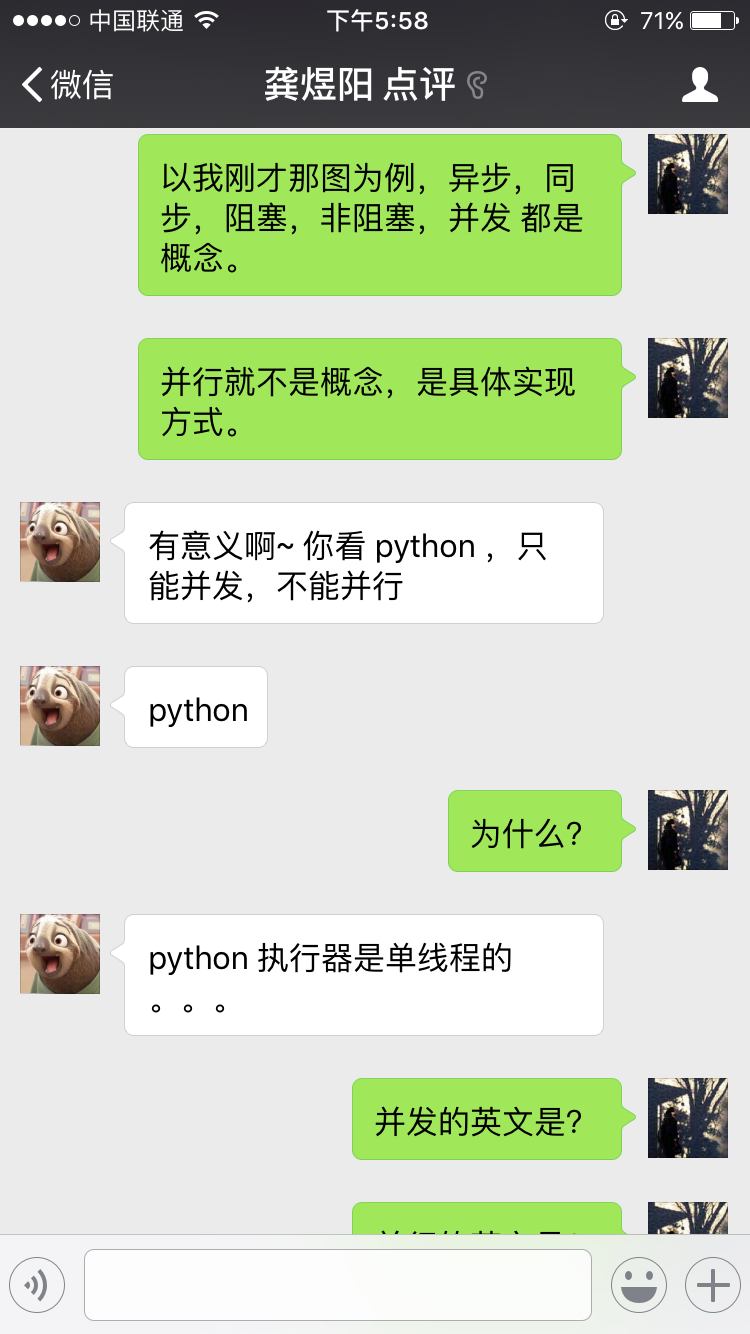 中国联通 下午5:58 71%
微信 龚煜阳 点评
以我刚才那图为例，异步，同
步，阻塞，非阻塞，并发 都是
概念。
并行就不是概念，是具体实现
方式。
有意义啊~ 你看 python ，只
能并发，不能并行
python
为什么？
python 执行器是单线程的
。。。
并发的英文是？